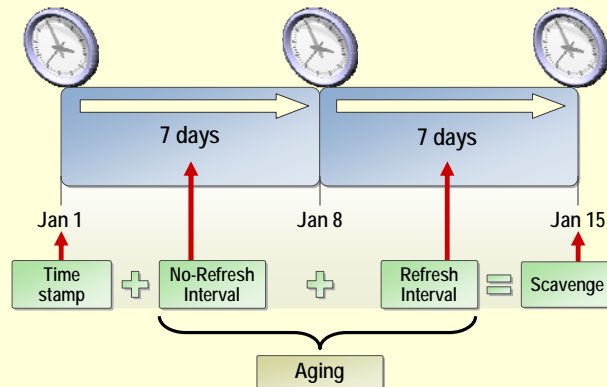 7 days
7 days
Jan 1
Jan 8
Jan 15
Time
stamp
+
No-Refresh
Interval
+
Refresh
Interval
=
Scavenge
Aging